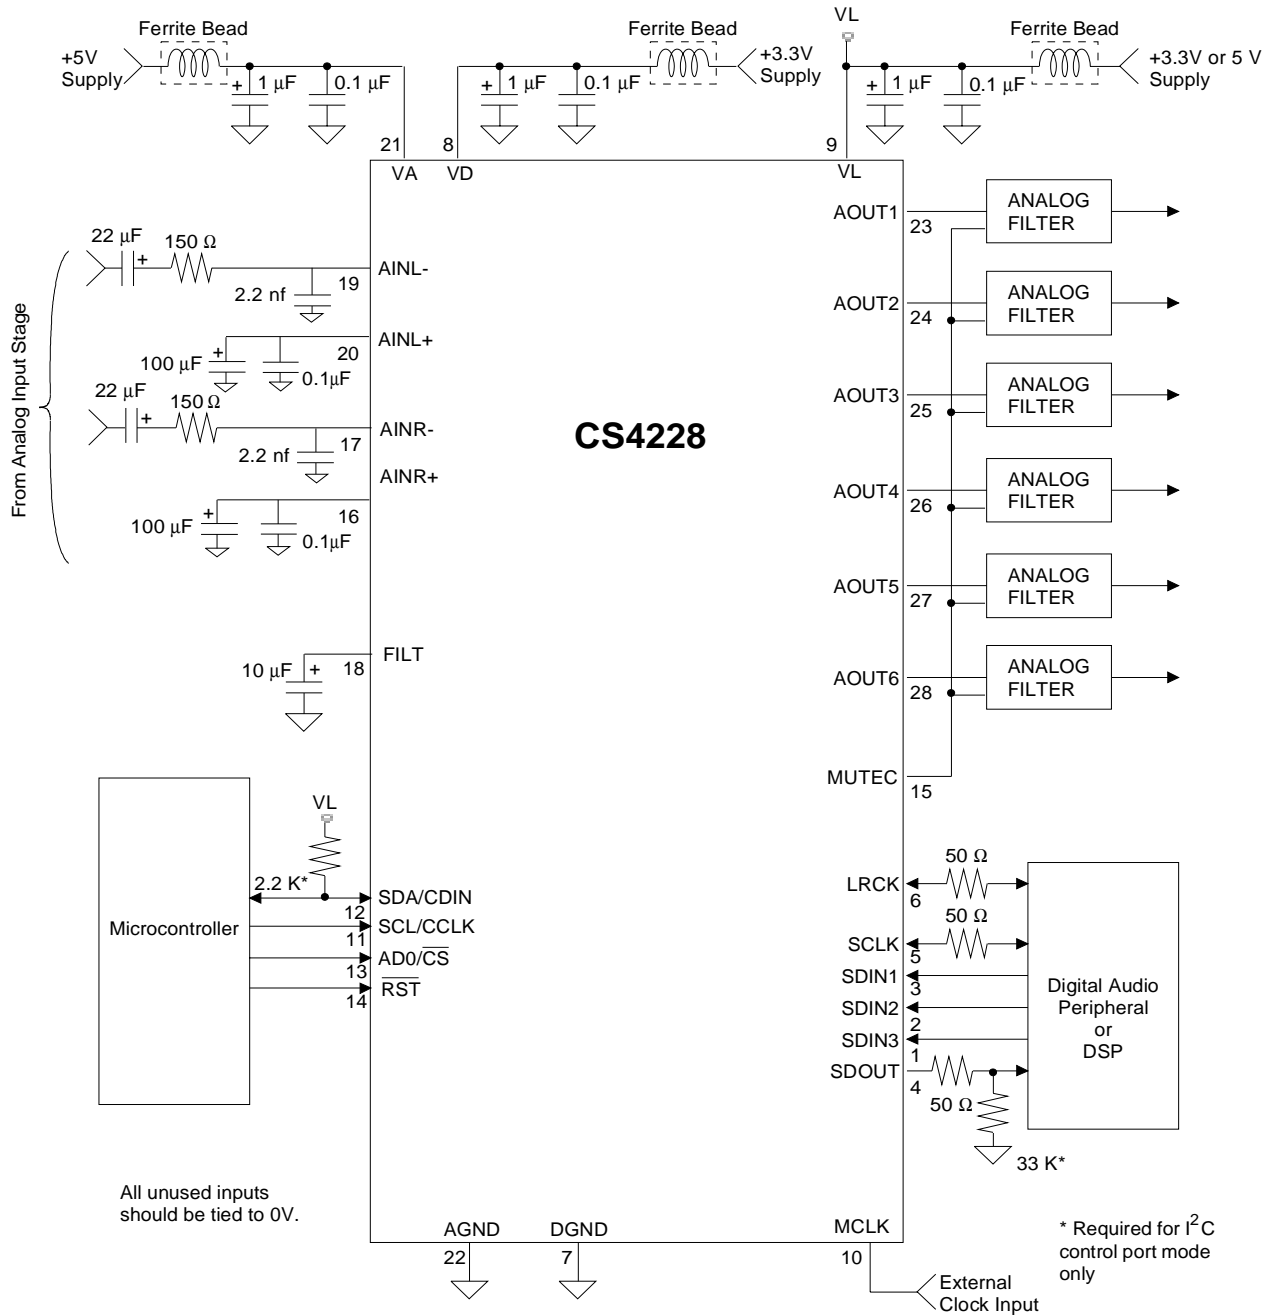 Ferrite Bead
+5V
Supply
+
1 µF
0.1 µF
Ferrite Bead
+3.3V
Supply
+
1 µF
0.1 µF
VL
Ferrite Bead
+3.3V or 5 V
Supply
+
1 µF
0.1 µF
21
8
9
VA
VD
VL
From Analog Input Stage
22 µF
+
150 Ω
19
AINL-
2.2 nf
20
AINL+
+
100 µF
0.1µF
22 µF
+
150 Ω
17
AINR-
2.2 nf
AINR+
16
+
100 µF
0.1µF
18
FILT
10 µF
+
CS4228
AOUT1
23
ANALOG
FILTER
AOUT2
24
ANALOG
FILTER
AOUT3
25
ANALOG
FILTER
AOUT4
26
ANALOG
FILTER
AOUT5
27
ANALOG
FILTER
AOUT6
28
ANALOG
FILTER
MUTEC
15
VL
2.2 K*
Microcontroller
SDA/CDIN
12
SCL/CCLK
11
AD0/CS
13
RST
14
50 Ω
LRCK
6
50 Ω
SCLK
5
SDIN1
3
SDIN2
2
SDIN3
1
SDOUT
4
50 Ω
33 K*
Digital Audio
Peripheral
or
DSP
All unused inputs
should be tied to 0V.
AGND
22
DGND
7
MCLK
10
External
Clock Input
* Required for I²C
control port mode
only